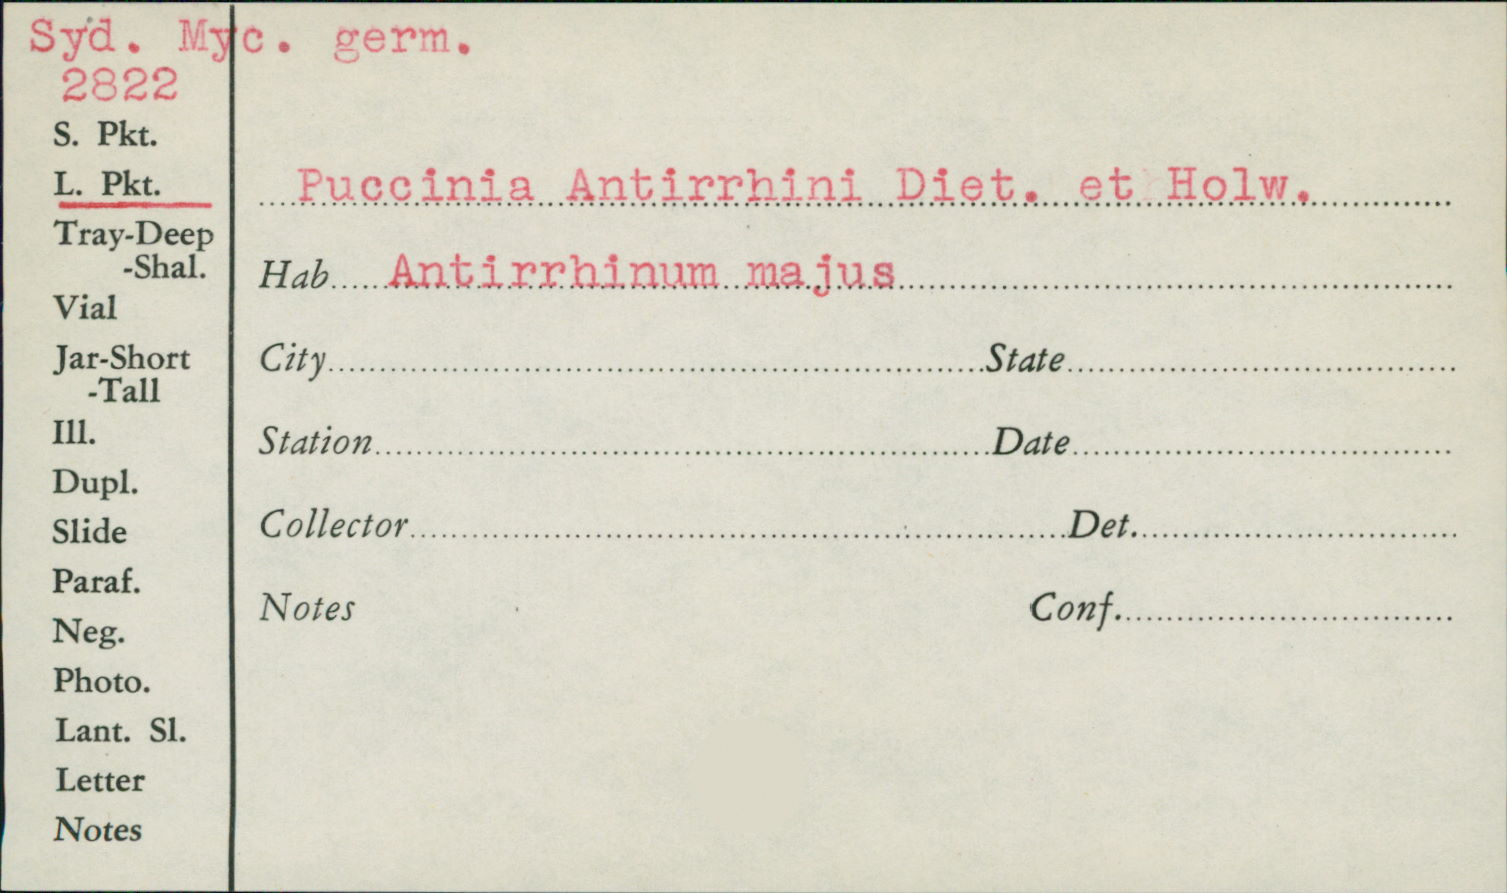 Syd. Myc. germ.
2822
S. Pkt.
L. Pkt.
Tray-Deep
-Shal.
Vial
Jar-Short
-Tall
Ill.
Dupl.
Slide
Paraf.
Neg.
Photo.
Lant. Sl.
Letter
Notes
Puccinia Antirrhini Diet. et Holw.
Hab Antirrhinum majus
City State
Station Date
Collector Det.
Notes Conf.